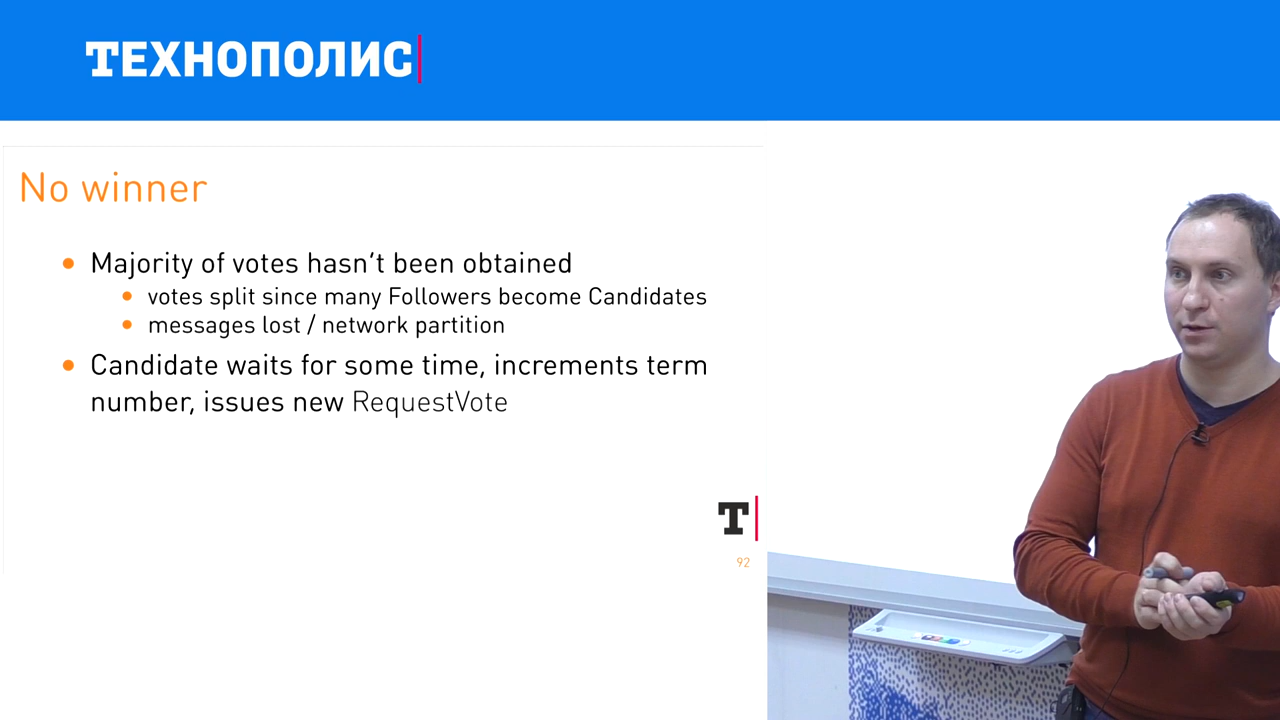 ТЕХНОПОЛИС
No winner
Majority of votes hasn't been obtained
votes split since many Followers become Candidates
messages lost / network partition
Candidate waits for some time, increments term
number, issues new RequestVote
T
92